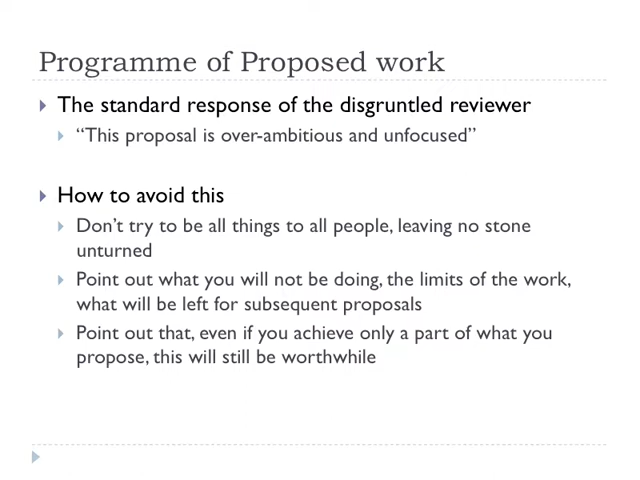 Programme of Proposed work
The standard response of the disgruntled reviewer
“This proposal is over-ambitious and unfocused”
How to avoid this
Don’t try to be all things to all people, leaving no stone
unturned
Point out what you will not be doing, the limits of the work,
what will be left for subsequent proposals
Point out that, even if you achieve only a part of what you
propose, this will still be worthwhile